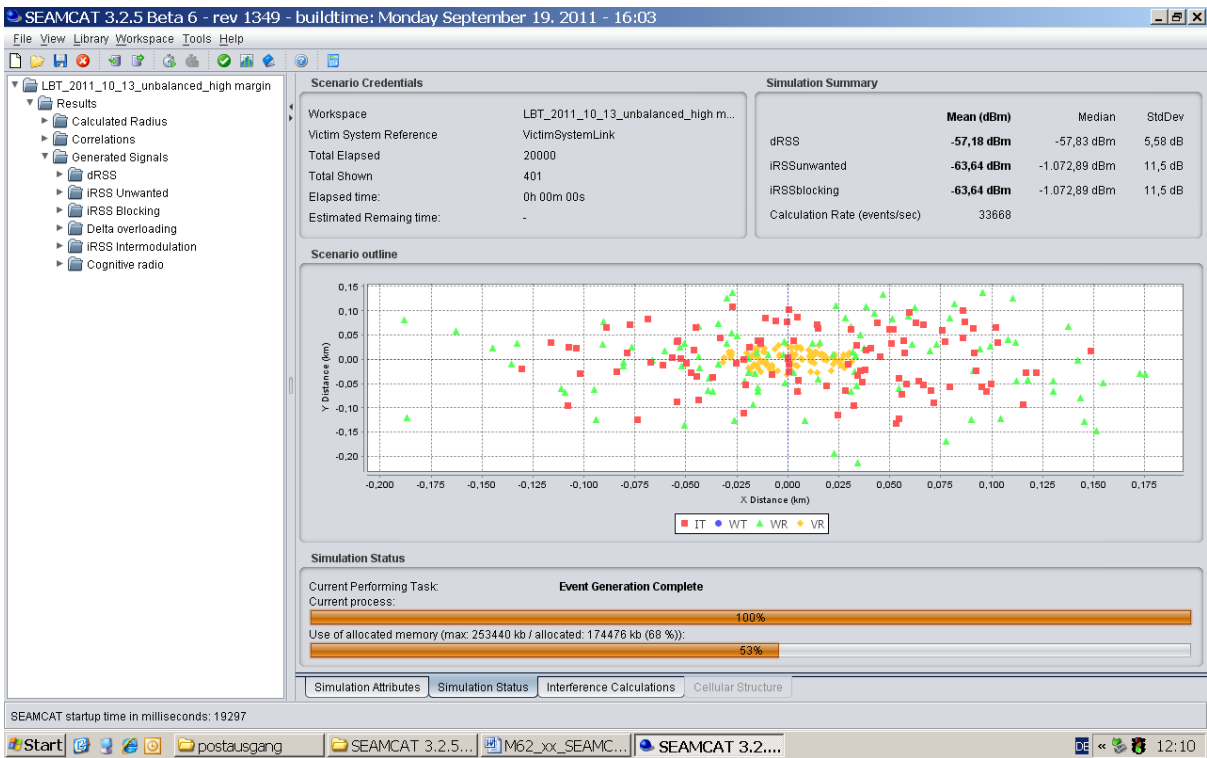 SEAMCAT 3.2.5 Beta 6 - rev 1349 - buildtime: Monday September 19. 2011 - 16:03
File View Library Workspace Tools Help
LBT_2011_10_13_unbalanced_high margin
Results
Calculated Radius
Correlations
Generated Signals
dRSS
iRSS Unwanted
iRSS Blocking
Delta overloading
iRSS Intermodulation
Cognitive radio
Scenario Credentials
Workspace LBT_2011_10_13_unbalanced_high m...
Victim System Reference VictimSystemLink
Total Elapsed 20000
Total Shown 401
Elapsed time: 0h 00m 00s
Estimated Remaing time: -
Simulation Summary
Mean (dBm) Median StdDev
dRSS -57,18 dBm -57,83 dBm 5,58 dB
iRSSunwanted -63,64 dBm -1.072,89 dBm 11,5 dB
iRSSblocking -63,64 dBm -1.072,89 dBm 11,5 dB
Calculation Rate (events/sec) 33668
Scenario outline
0,15
0,10
0,05
0,00
-0,05
-0,10
-0,15
-0,20
Y Distance (km)
-0,200 -0,175 -0,150 -0,125 -0,100 -0,075 -0,050 -0,025 0,000 0,025 0,050 0,075 0,100 0,125 0,150 0,175
X Distance (km)
IT WT WR VR
Simulation Status
Current Performing Task: Event Generation Complete
Current process:
100%
Use of allocated memory (max: 253440 kb / allocated: 174476 kb (68 %)):
53%
Simulation Attributes Simulation Status Interference Calculations Cellular Structure
SEAMCAT startup time in milliseconds: 19297
Start postausgang SEAMCAT 3.2.5... M62_xx_SEAMC... SEAMCAT 3.2.... DE « 12:10